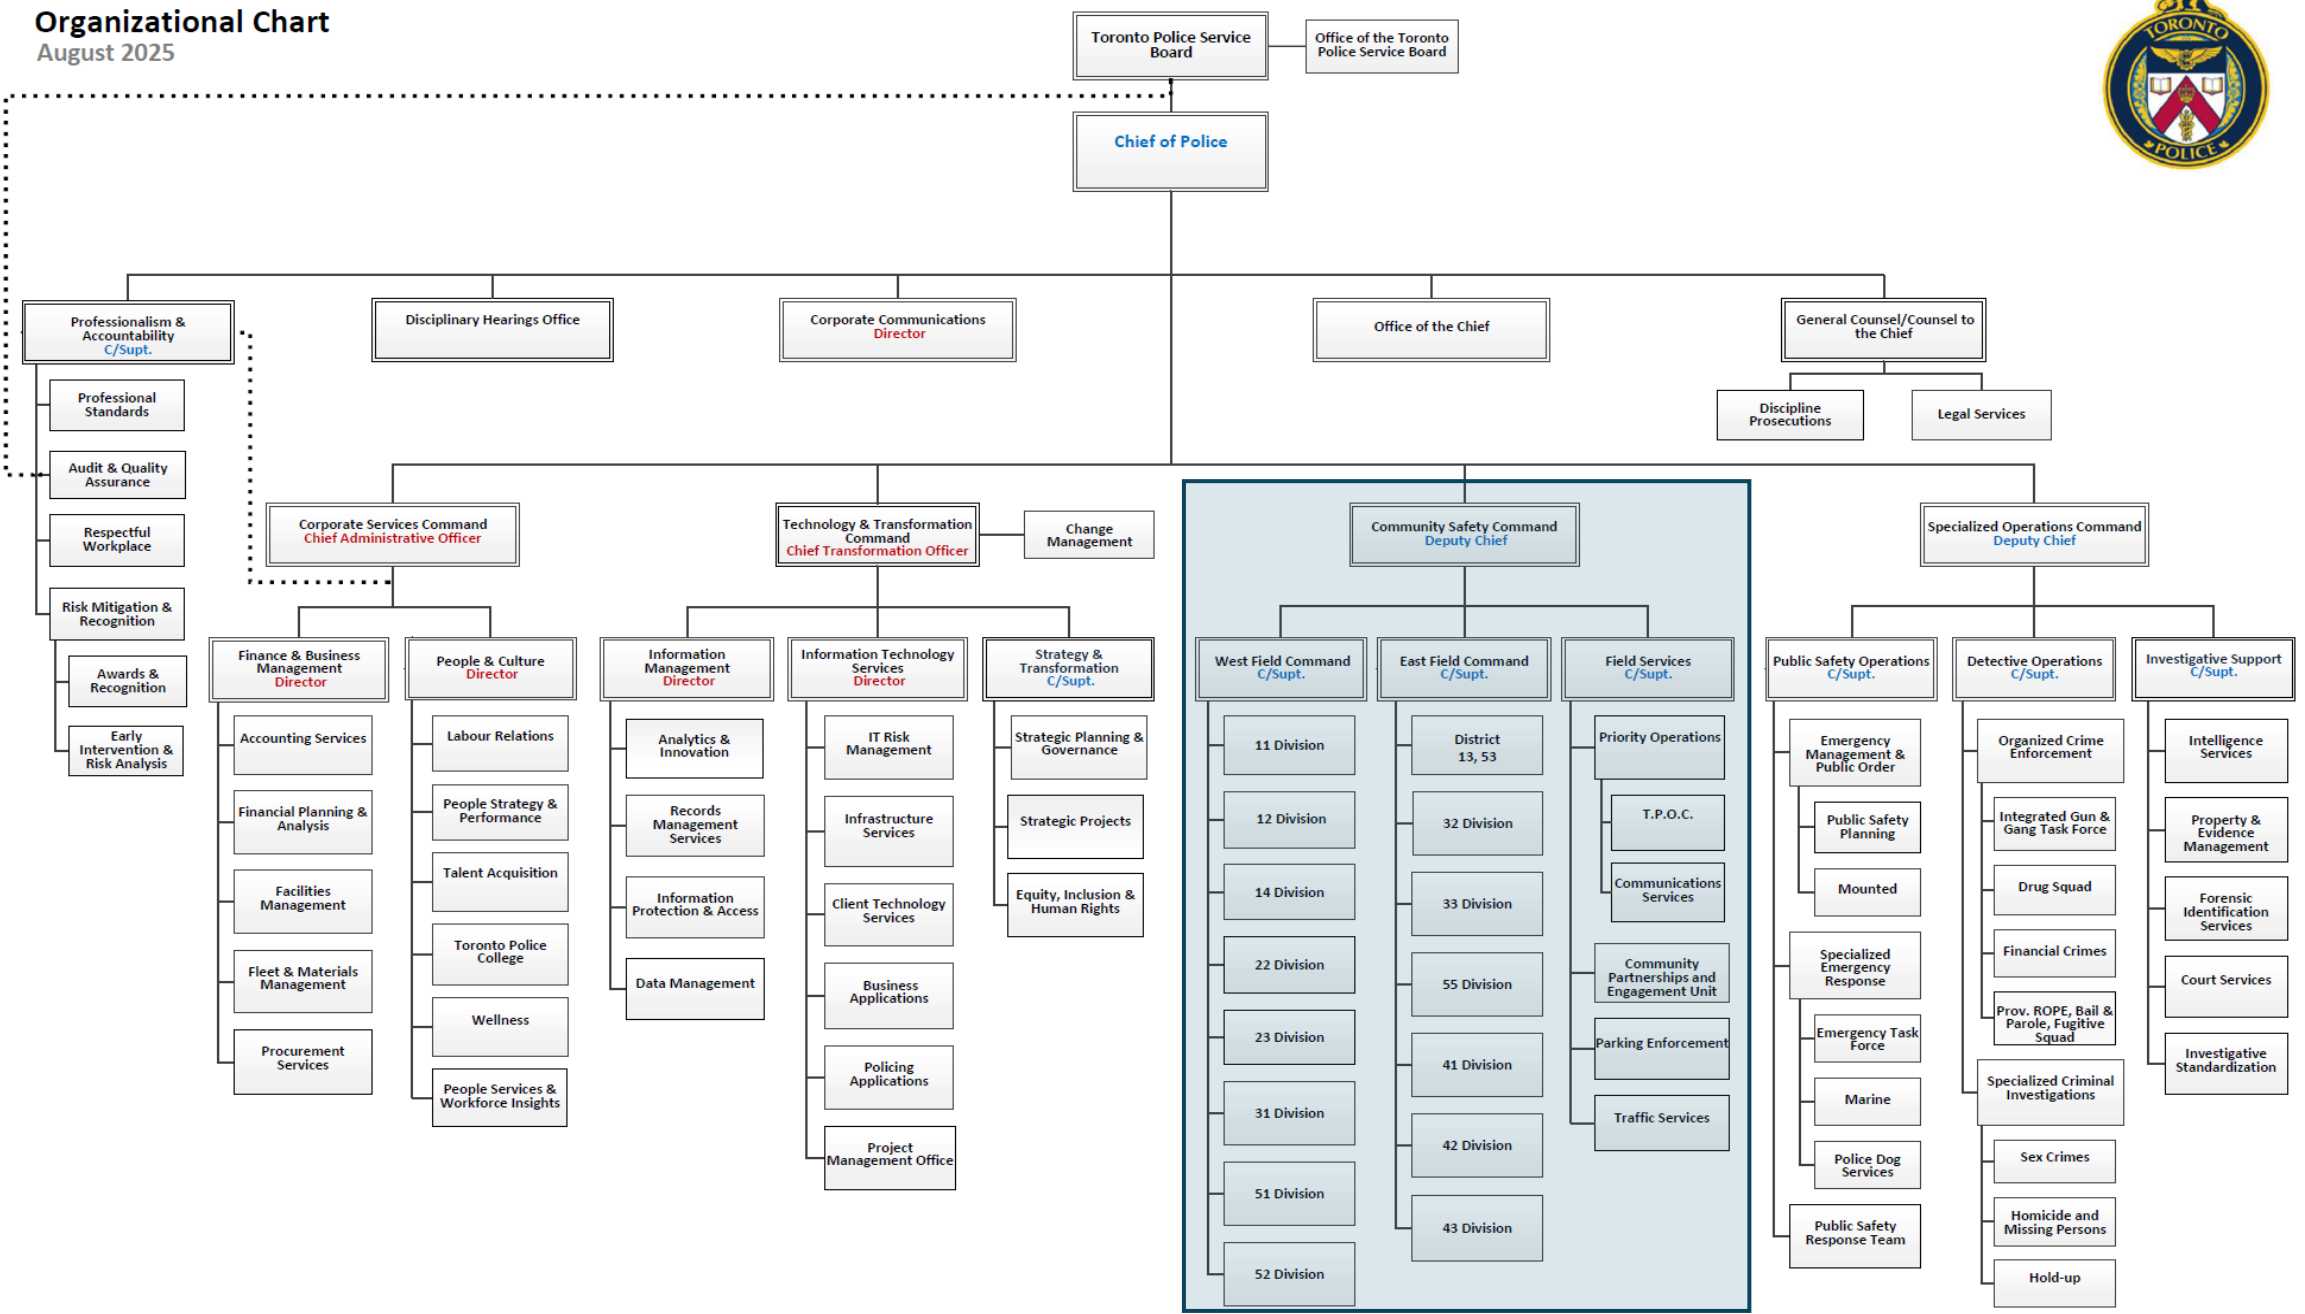 Organizational Chart
August 2025
Toronto Police Service
Board
Office of the Toronto
Police Service Board
TORONTO
POLICE
Chief of Police
Professionalism &
Accountability
C/Supt.
Disciplinary Hearings Office
Corporate Communications
Director
Office of the Chief
General Counsel/Counsel to
the Chief
Discipline
Prosecutions
Legal Services
Professional
Standards
Audit & Quality
Assurance
Respectful
Workplace
Risk Mitigation &
Recognition
Awards &
Recognition
Early
Intervention &
Risk Analysis
Corporate Services Command
Chief Administrative Officer
Finance & Business
Management
Director
Accounting Services
Financial Planning &
Analysis
Facilities
Management
Fleet & Materials
Management
Procurement
Services
People & Culture
Director
Labour Relations
People Strategy &
Performance
Talent Acquisition
Toronto Police
College
Wellness
People Services &
Workforce Insights
Technology & Transformation
Command
Chief Transformation Officer
Change
Management
Information
Management
Director
Analytics &
Innovation
Records
Management
Services
Information
Protection & Access
Data Management
Information Technology
Services
Director
IT Risk
Management
Infrastructure
Services
Client Technology
Services
Business
Applications
Policing
Applications
Project
Management Office
Strategy &
Transformation
C/Supt.
Strategic Planning &
Governance
Strategic Projects
Equity, Inclusion &
Human Rights
Community Safety Command
Deputy Chief
West Field Command
C/Supt.
11 Division
12 Division
14 Division
22 Division
23 Division
31 Division
51 Division
52 Division
East Field Command
C/Supt.
District
13, 53
32 Division
33 Division
55 Division
41 Division
42 Division
43 Division
Field Services
C/Supt.
Priority Operations
T.P.O.C.
Communications
Services
Community
Partnerships and
Engagement Unit
Parking Enforcement
Traffic Services
Specialized Operations Command
Deputy Chief
Public Safety Operations
C/Supt.
Emergency
Management &
Public Order
Public Safety
Planning
Mounted
Specialized
Emergency
Response
Emergency Task
Force
Marine
Police Dog
Services
Public Safety
Response Team
Detective Operations
C/Supt.
Organized Crime
Enforcement
Integrated Gun &
Gang Task Force
Drug Squad
Financial Crimes
Prov. ROPE, Bail &
Parole, Fugitive
Squad
Specialized Criminal
Investigations
Sex Crimes
Homicide and
Missing Persons
Hold-up
Investigative Support
C/Supt.
Intelligence
Services
Property &
Evidence
Management
Forensic
Identification
Services
Court Services
Investigative
Standardization